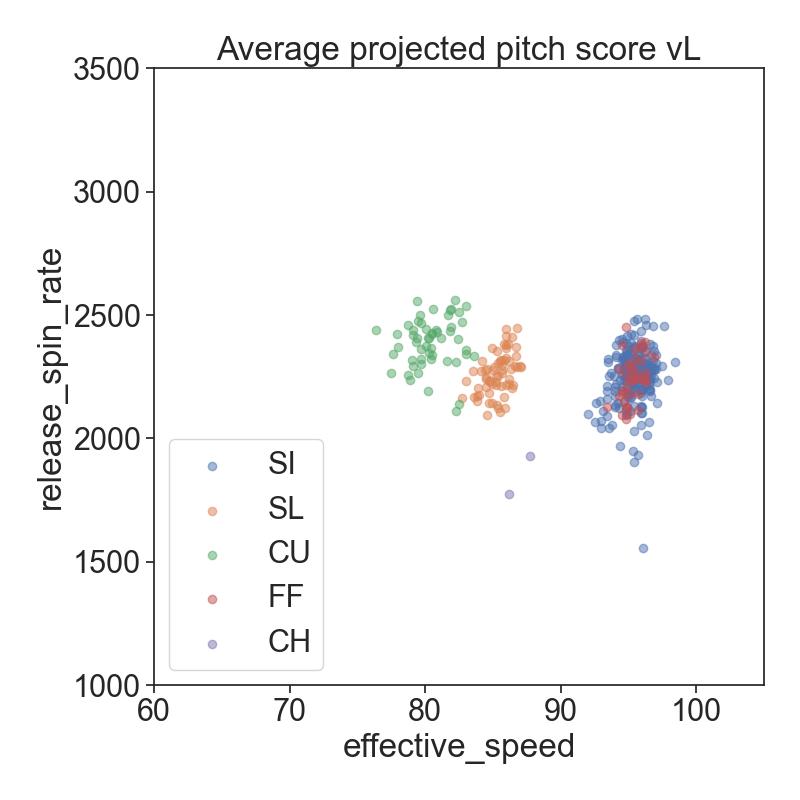 Average projected pitch score vL
3500
3000
2500
2000
1500
1000
release_spin_rate
SI
SL
CU
FF
CH
60
70
80
90
100
effective_speed